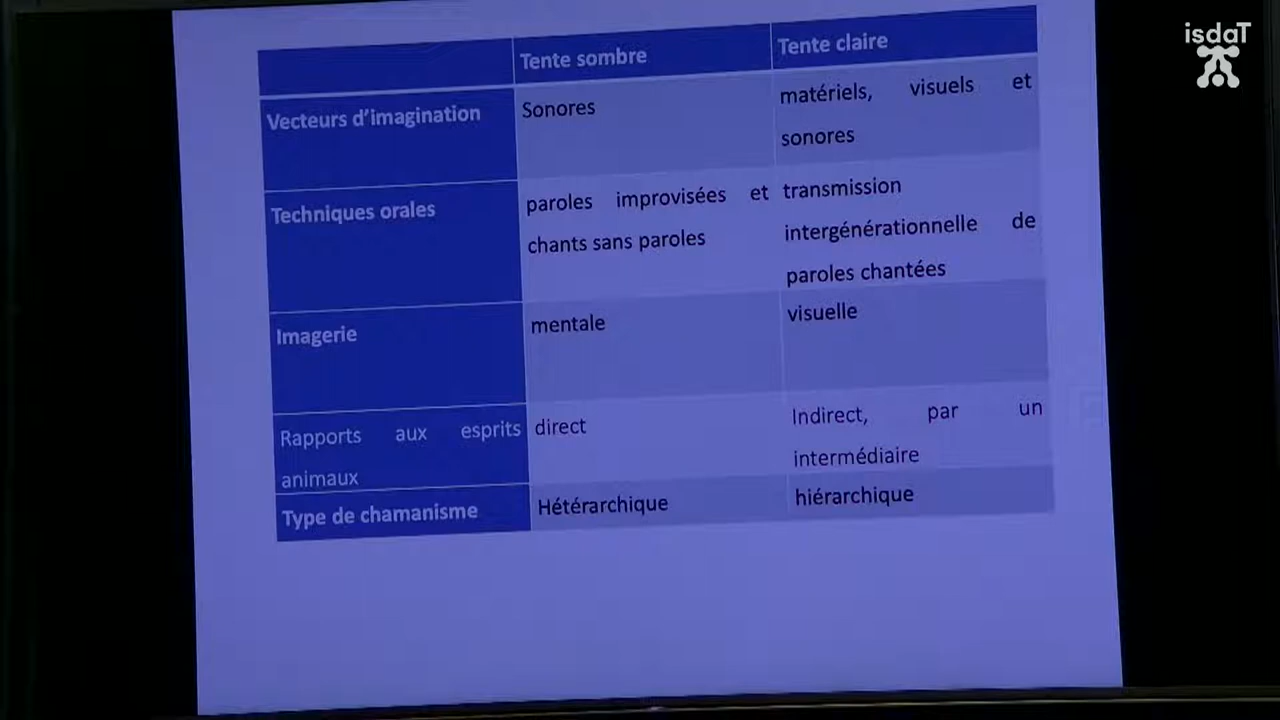 isdaT
Tente sombre
Tente claire
Vecteurs d'imagination
Sonores
matériels, visuels et
sonores
Techniques orales
paroles improvisées et
chants sans paroles
transmission
intergénérationnelle de
paroles chantées
Imagerie
mentale
visuelle
Rapports aux esprits
animaux
direct
Indirect, par un
intermédiaire
Type de chamanisme
Hétérarchique
hiérarchique